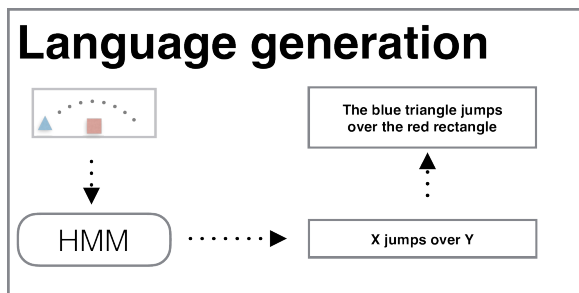 Language generation
The blue triangle jumps
over the red rectangle
HMM
X jumps over Y